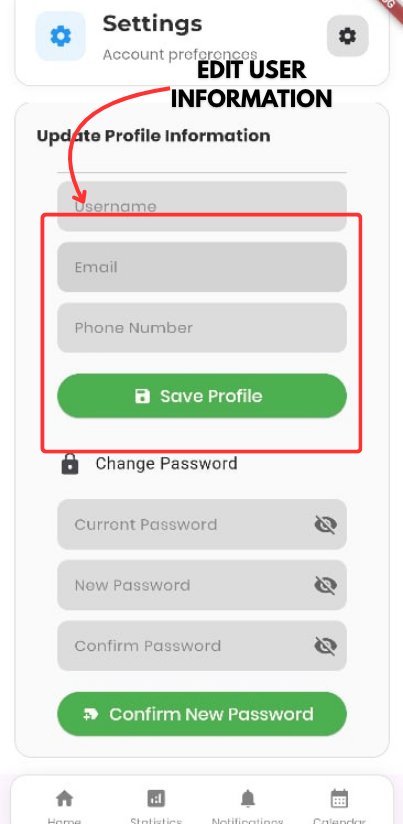 Settings
Account preferences
EDIT USER
INFORMATION
Update Profile Information
Username
Email
Phone Number
Save Profile
Change Password
Current Password
New Password
Confirm Password
Confirm New Password
Home Statistics Notifications Calendar